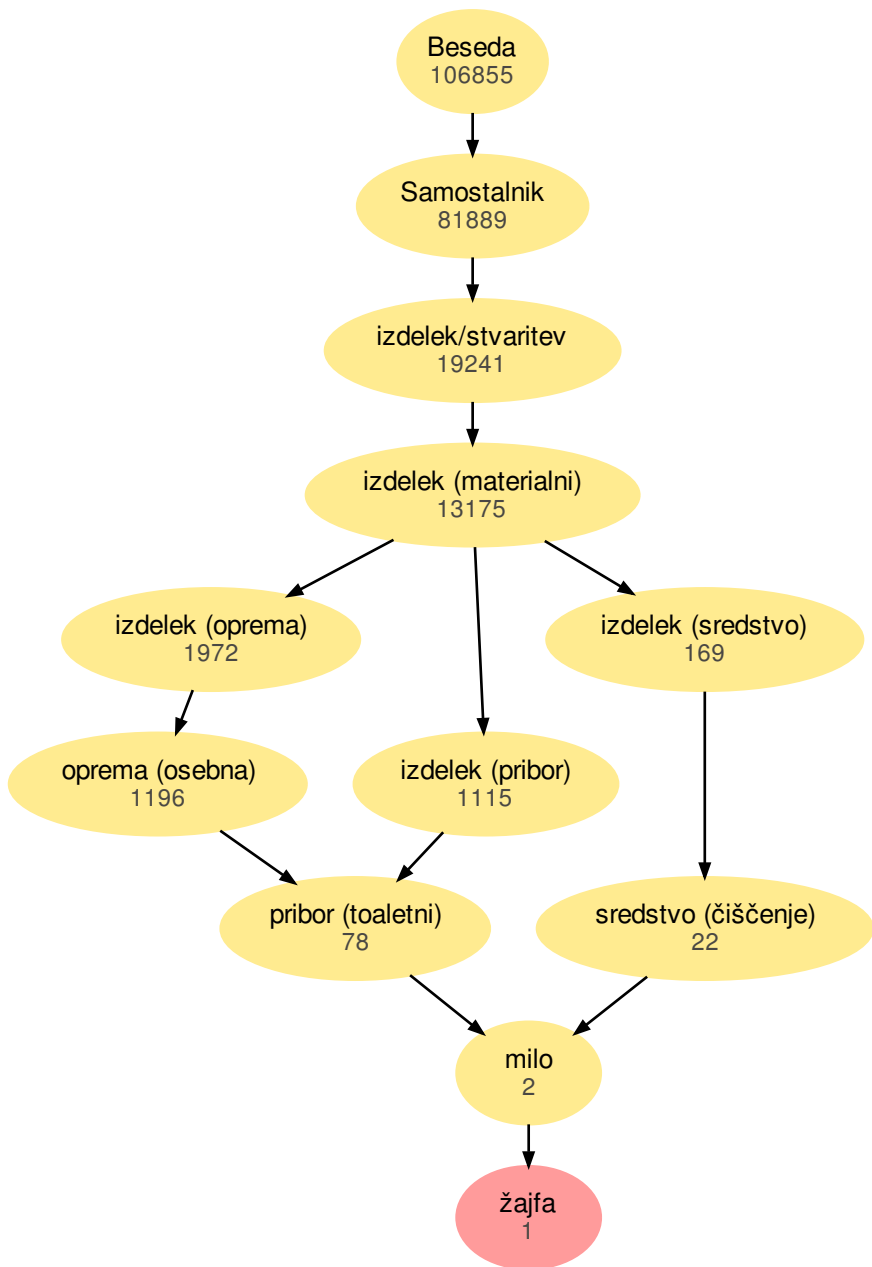 Beseda
106855
Samostalnik
81889
izdelek/stvaritev
19241
izdelek (materialni)
13175
izdelek (oprema)
1972
izdelek (sredstvo)
169
oprema (osebna)
1196
izdelek (pribor)
1115
pribor (toaletni)
78
sredstvo (čiščenje)
22
milo
2
žajfa
1